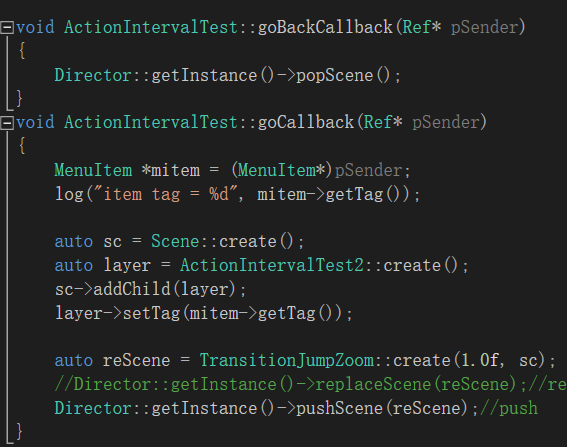 void ActionIntervalTest::goBackCallback(Ref* pSender)
{
Director::getInstance()->popScene();
}
void ActionIntervalTest::goCallback(Ref* pSender)
{
MenuItem *mitem = (MenuItem*)pSender;
log("item tag = %d", mitem->getTag());
auto sc = Scene::create();
auto layer = ActionIntervalTest2::create();
sc->addChild(layer);
layer->setTag(mitem->getTag());
auto reScene = TransitionJumpZoom::create(1.0f, sc);
//Director::getInstance()->replaceScene(reScene);//re
Director::getInstance()->pushScene(reScene);//push
}